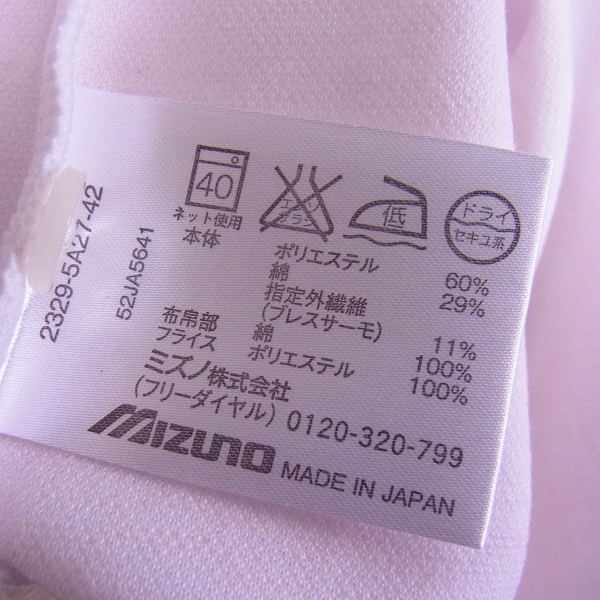 40
ネット使用
エンソ
サラシ
低
ドライ
セキユ系
本体 ポリエステル 60%
綿 29%
指定外繊維
(ブレスサーモ) 11%
布帛部 綿 100%
フライス ポリエステル 100%
ミズノ株式会社
(フリーダイヤル) 0120-320-799
MIZUNO MADE IN JAPAN
52JA5641
2329-5A27-42